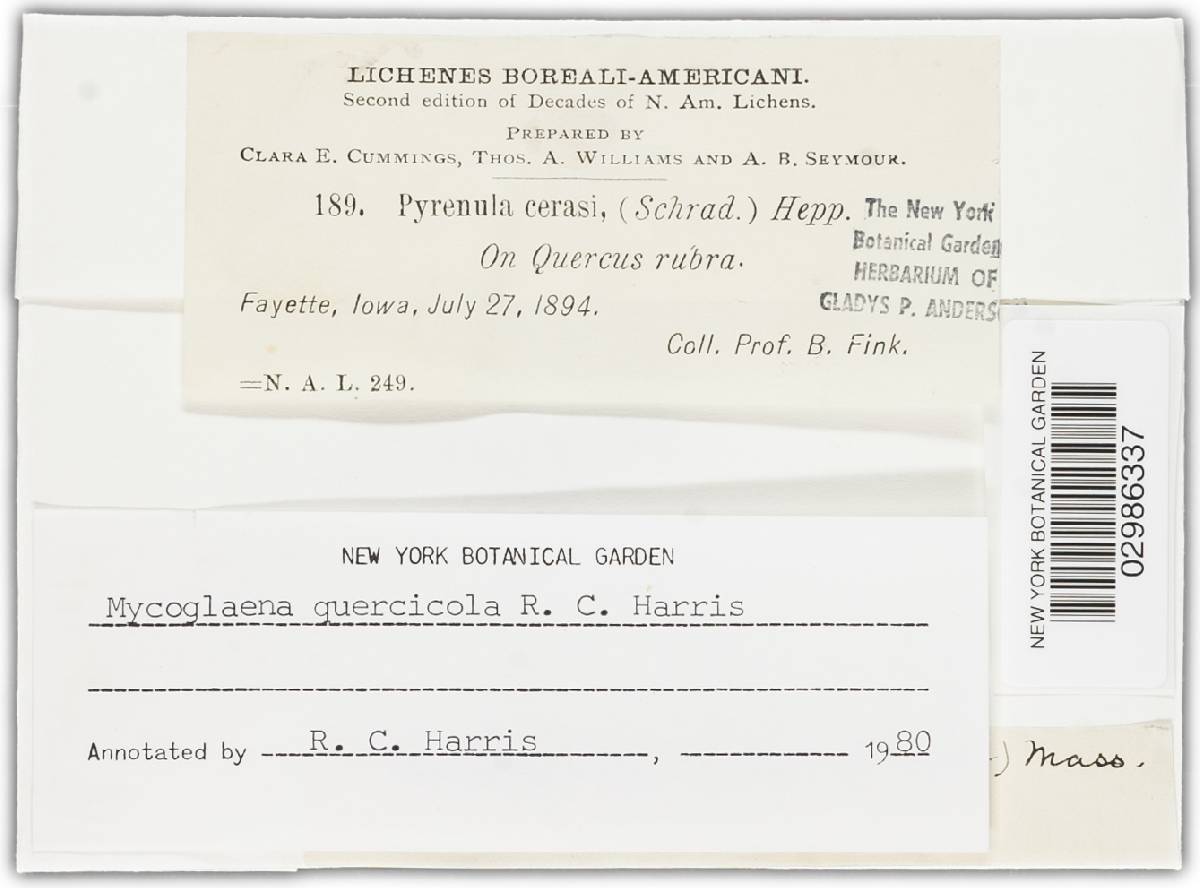 LICHENES BOREALI-AMERICANI.
Second edition of Decades of N. Am. Lichens.
PREPARED BY
CLARA E. CUMMINGS, THOS. A. WILLIAMS AND A. B. SEYMOUR.
189. Pyrenula cerasi, (Schrad.) Hepp.
On Quercus rubra.
Fayette, Iowa, July 27, 1894.
Coll. Prof. B. Fink.
=N. A. L. 249.
The New York
Botanical Garden
HERBARIUM OF
GLADYS P. ANDERS
NEW YORK BOTANICAL GARDEN
02986337
NEW YORK BOTANICAL GARDEN
Mycoglaena quercicola R. C. Harris
Annotated by R. C. Harris, 1980
) Mass.